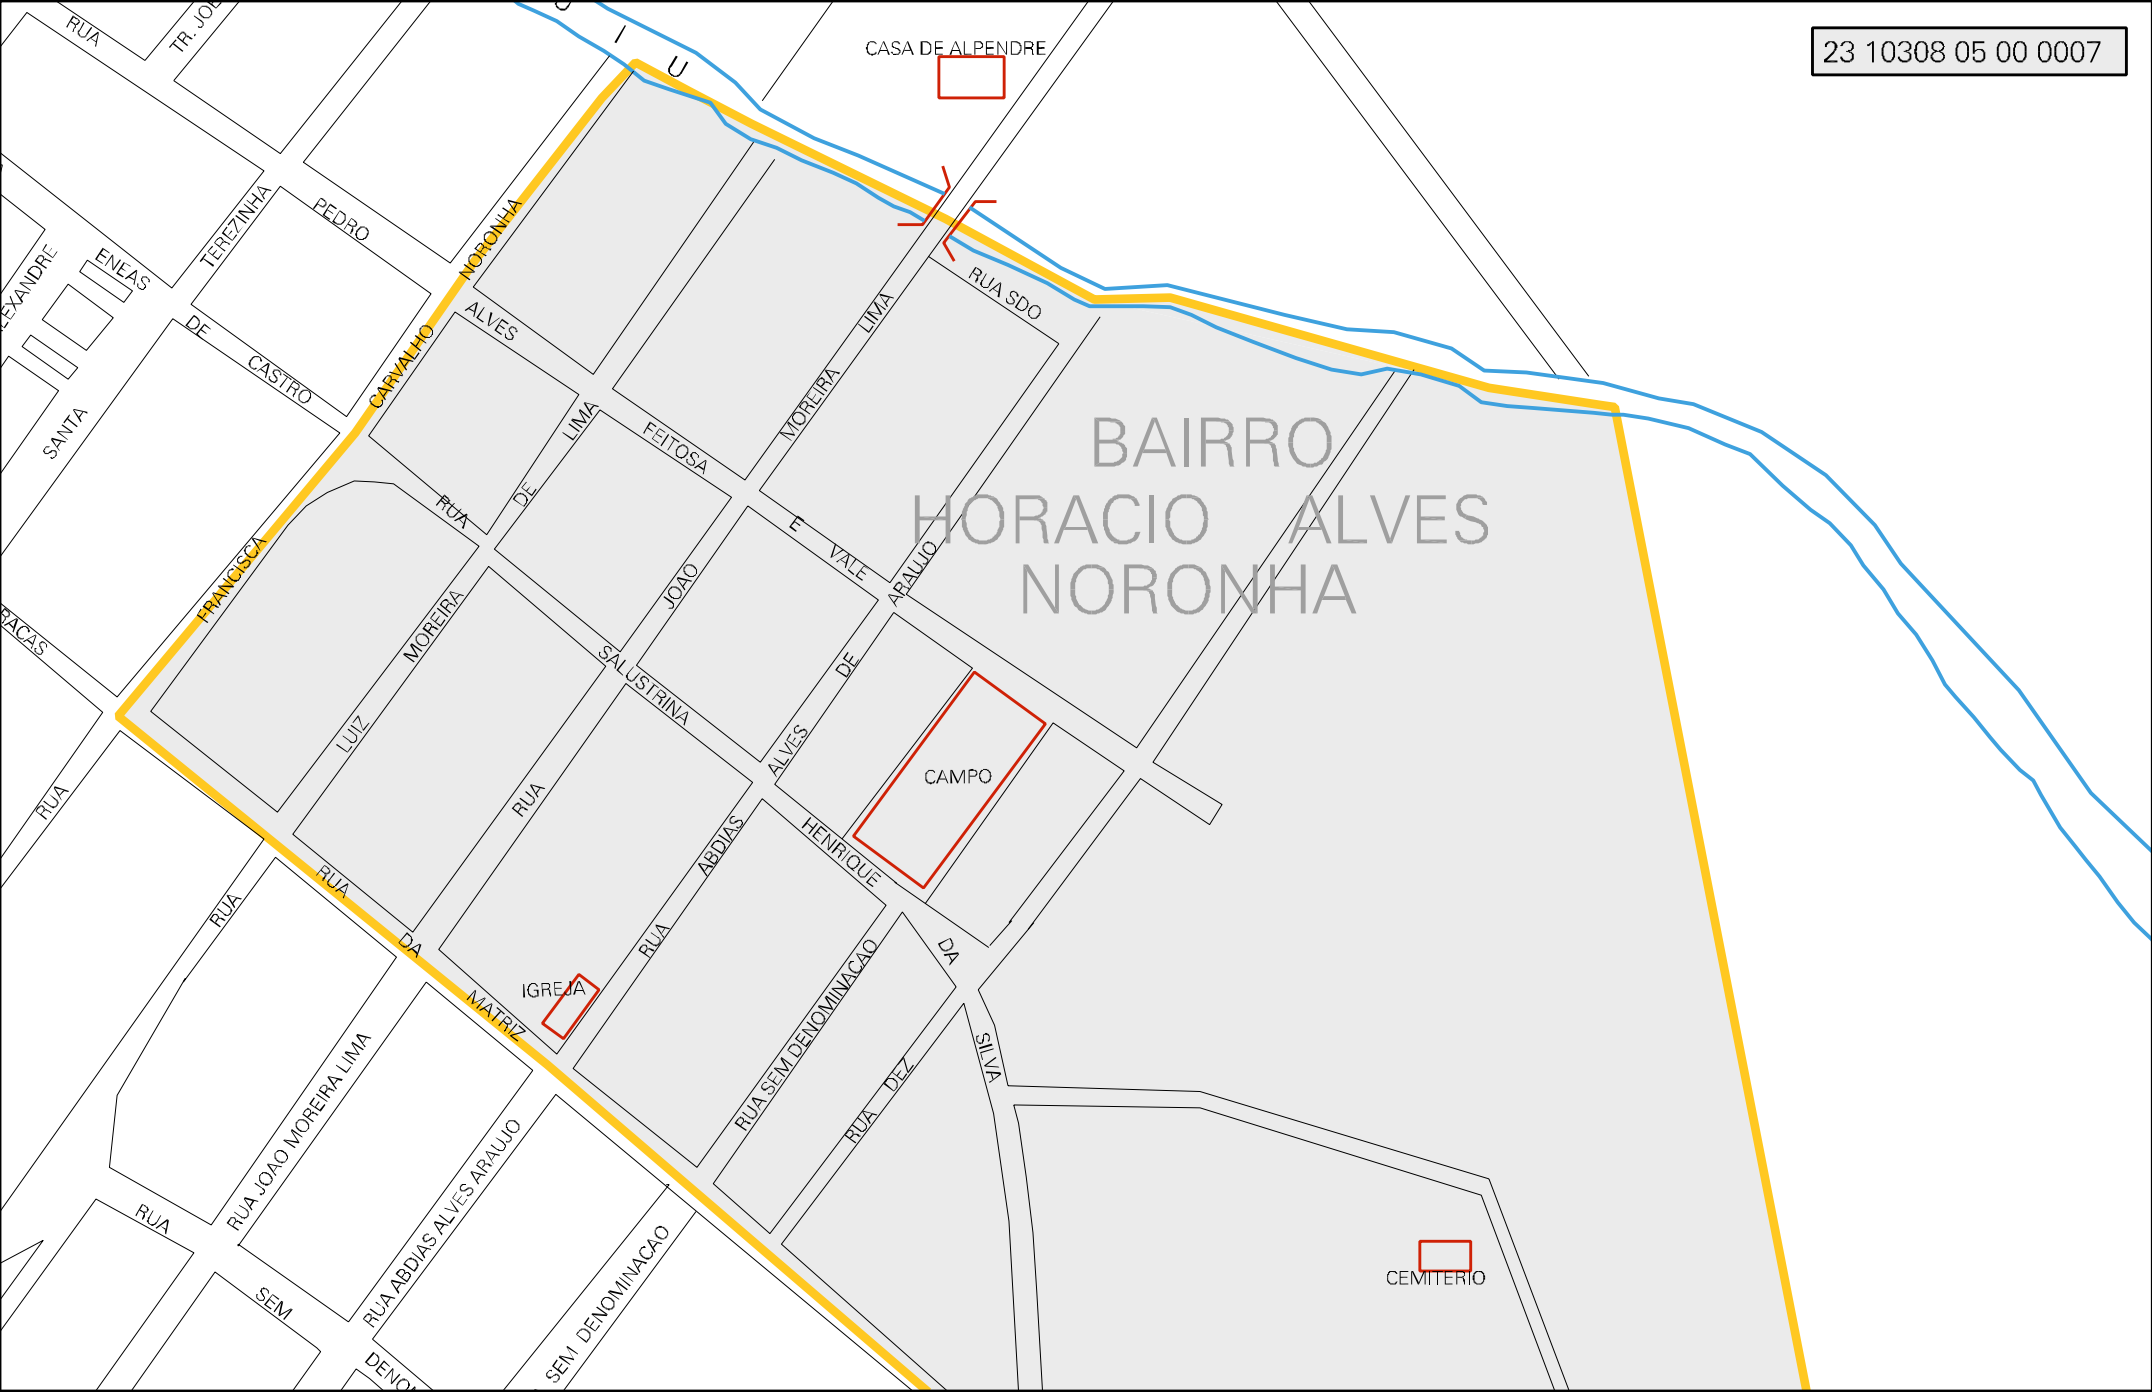 23 10308 05 00 0007
CASA DE ALPENDRE
I
U
RUA
TR.
TEREZINHA
PEDRO
NORONHA
ENEAS
DE
CASTRO
SANTA
CARVALHO
ALVES
RUA SDO
LIMA
MOREIRA
LIMA
DE
FEITOSA
E
VALE
RUA
ARAUJO
BAIRRO
HORACIO ALVES
NORONHA
FRANCISCA
JOAO
MOREIRA
SALUSTRINA
DE
LUIZ
ALVES
CAMPO
RUA
RUA
ABDIAS
HENRIQUE
RUA
RUA
DA
RUA
DA
IGREJA
MATRIZ
RUA SEM DENOMINACAO
SILVA
RUA DEZ
RUA JOAO MOREIRA LIMA
RUA ABDIAS ALVES ARAUJO
RUA
SEM
SEM DENOMINACAO
CEMITERIO